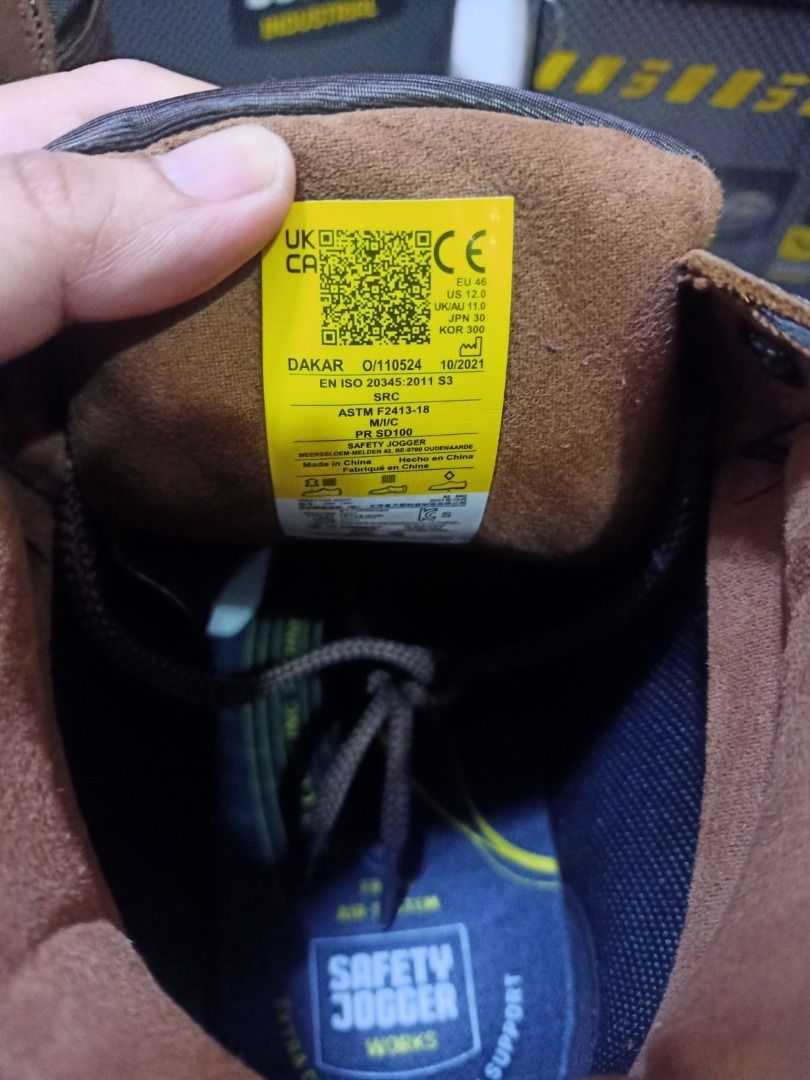 INDUSTRIAL
UK
CA
CE
EU 46
US 12.0
UK/AU 11.0
JPN 30
KOR 300
DAKAR O/110524 10/2021
EN ISO 20345:2011 S3
SRC
ASTM F2413-18
M/I/C
PR SD100
SAFETY JOGGER
MEERSBLOEM-MELDEN 42, BE-9700 OUDENAARDE
Made in China Hecho en China
Fabriqué en Chine
SAFETY
JOGGER
WORKS
SUPPORT